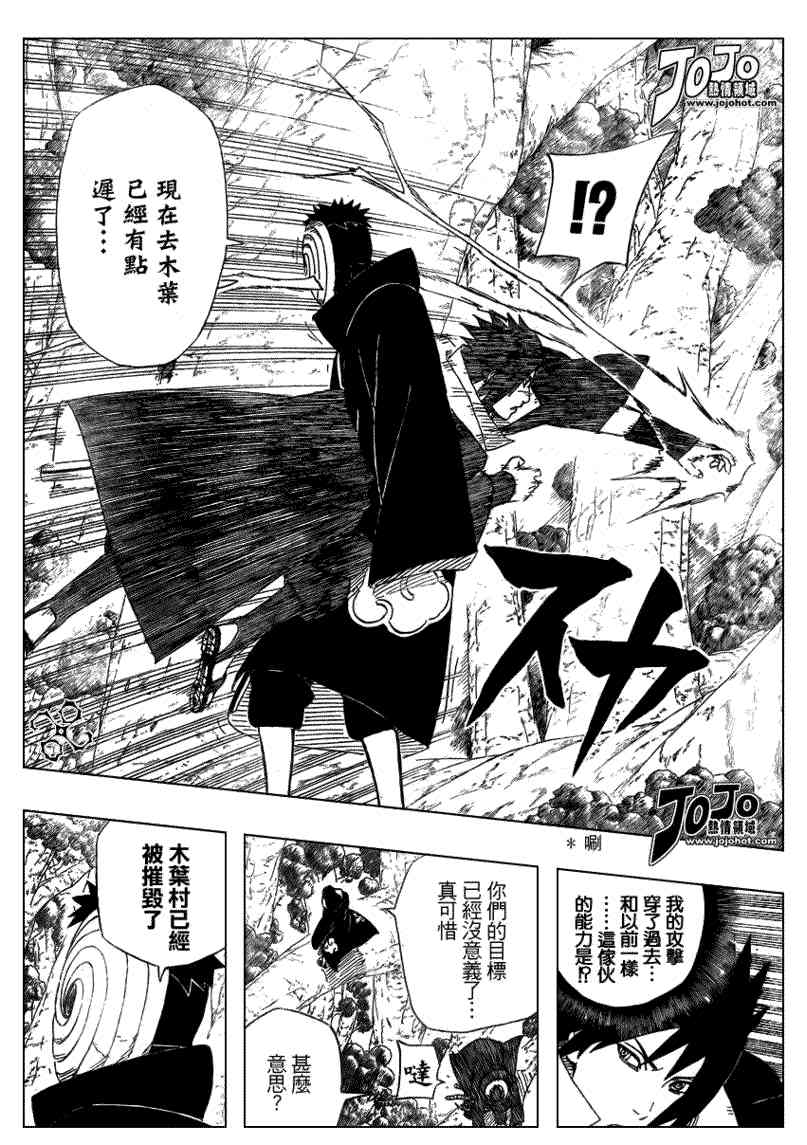 JOJO
熱情領域
www.jojohot.com
!?
現在去木葉
已經有點
遲了…
スカ
JOJO
熱情領域
www.jojohot.com
*唰
我的攻擊
穿了過去…
和以前一樣
……這傢伙
的能力是!?
你們的目標
已經沒意義了…
真可惜
噠
甚麼
意思?
木葉村已經
被摧毀了